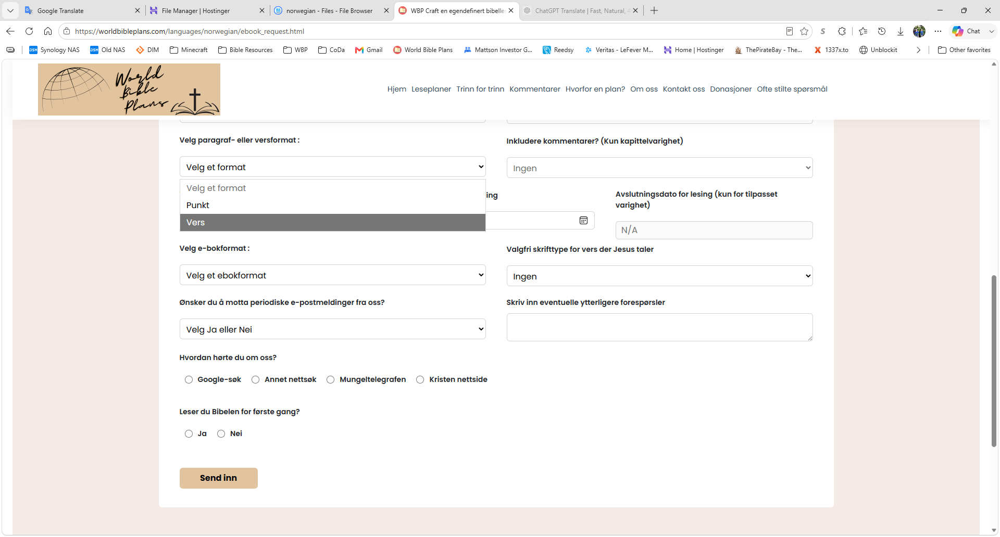 Google Translate
File Manager | Hostinger
norwegian - Files - File Browser
WBP Craft en egendefinert bibelle
ChatGPT Translate | Fast, Natural,
https://worldbibleplans.com/languages/norwegian/ebook_request.html
Chat
Synology NAS
Old NAS
DIM
Minecraft
Bible Resources
WBP
CoDa
Gmail
World Bible Plans
Mattson Investor G...
Reedsy
Veritas - LeFever M...
Home | Hostinger
ThePirateBay - The...
1337x.to
Unblockit
Other favorites
World
Bible
Plans
Hjem Leseplaner Trinn for trinn Kommentarer Hvorfor en plan? Om oss Kontakt oss Donasjoner Ofte stilte spørsmål
Velg paragraf- eller versformat :
Inkludere kommentarer? (Kun kapittelvarighet)
Velg et format
Ingen
Velg et format
Punkt
Vers
ing
Avslutningsdato for lesing (kun for tilpasset
varighet)
N/A
Velg e-bokformat :
Valgfri skrifttype for vers der Jesus taler
Velg et ebokformat
Ingen
Ønsker du å motta periodiske e-postmeldinger fra oss?
Skriv inn eventuelle ytterligere forespørsler
Velg Ja eller Nei
Hvordan hørte du om oss?
Google-søk Annet nettsøk Mungeltelegrafen Kristen nettside
Leser du Bibelen for første gang?
Ja Nei
Send inn